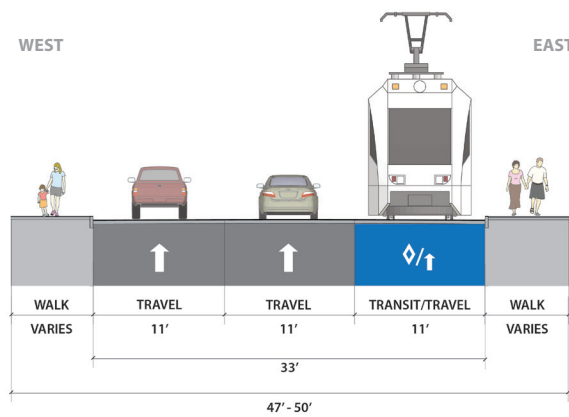 WEST
EAST
WALK TRAVEL TRAVEL TRANSIT/TRAVEL WALK
VARIES 11′ 11′ 11′ VARIES
33′
47′ - 50′